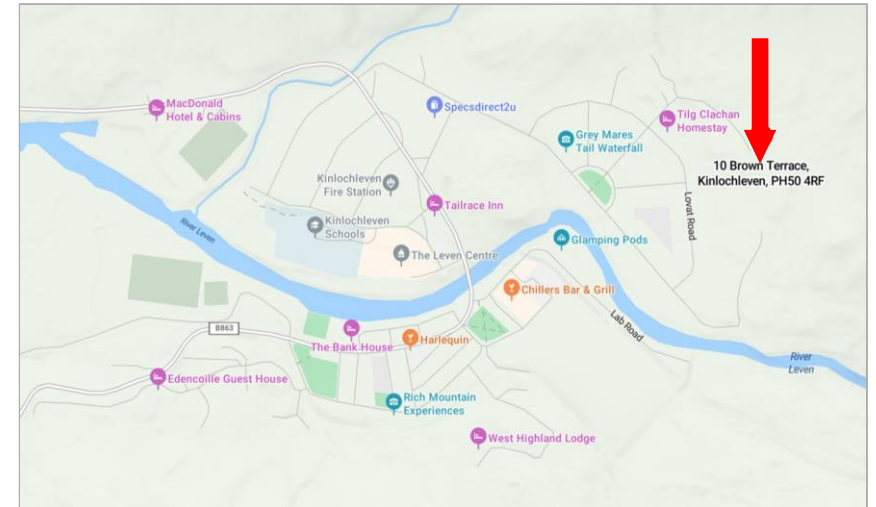 MacDonald
Hotel & Cabins
Specsdirect2u
Tilg Clachan
Homestay
Grey Mares
Tail Waterfall
10 Brown Terrace,
Kinlochleven, PH50 4RF
Kinlochleven
Fire Station
Tailrace Inn
Lovat Road
Kinlochleven
Schools
River Leven
The Leven Centre
Glamping Pods
Chillers Bar & Grill
Lab Road
B863
The Bank House
Harlequin
River
Leven
Edencoille Guest House
Rich Mountain
Experiences
West Highland Lodge